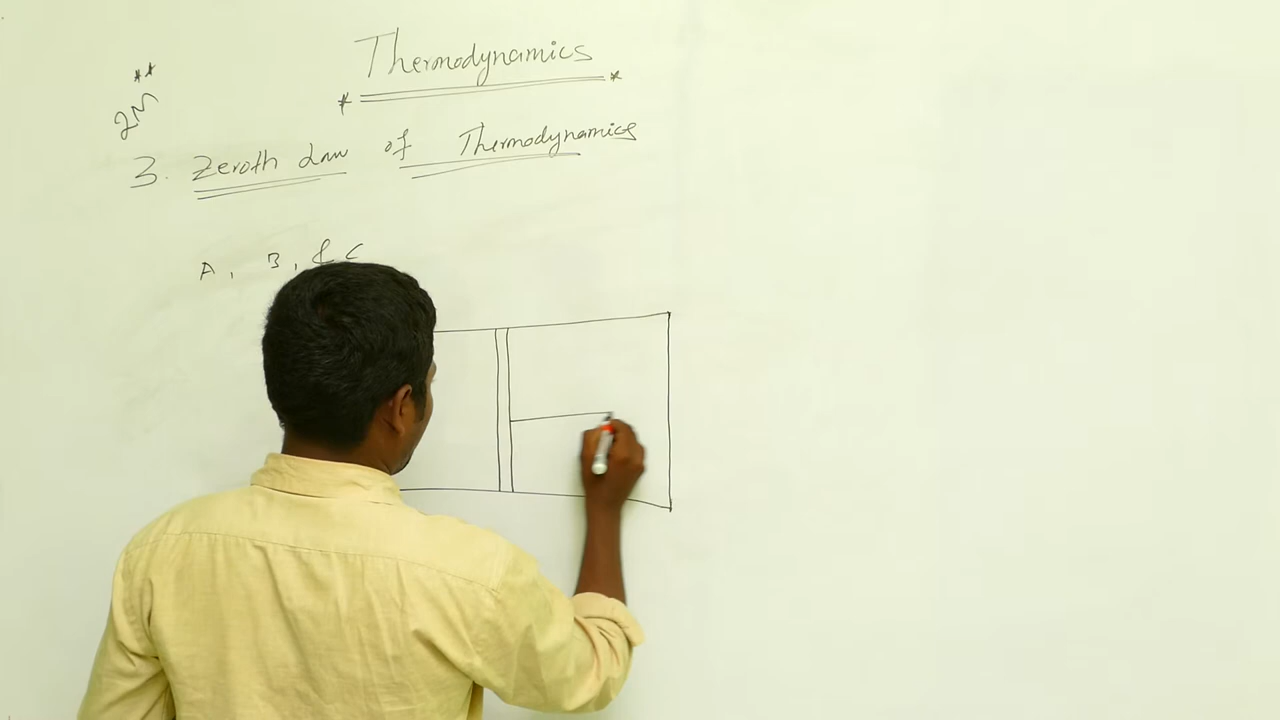 Thermodynamics
2M **
3. Zeroth Law of Thermodynamics
A, B, & C